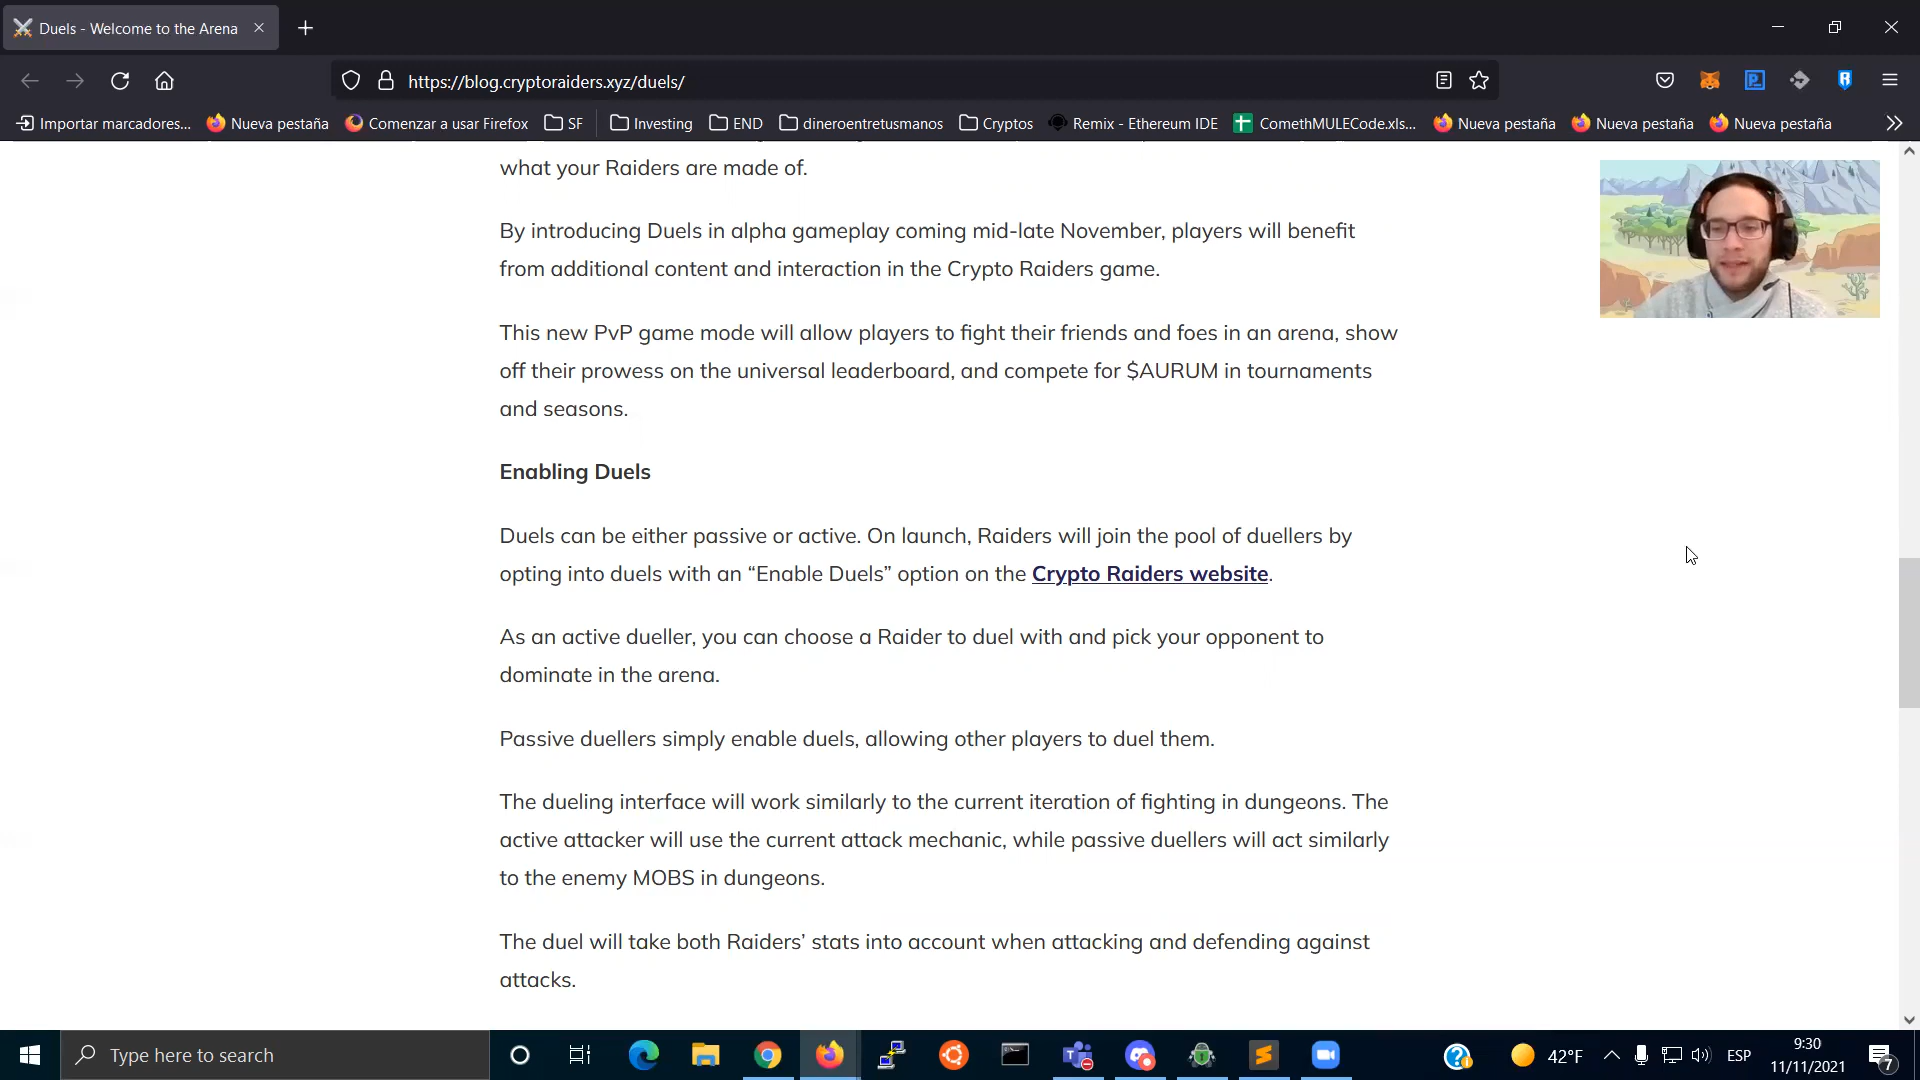 Duels - Welcome to the Arena
https://blog.cryptoraiders.xyz/duels/
Importar marcadores... Nueva pestaña Comenzar a usar Firefox SF Investing END dineroentretusmanos Cryptos Remix - Ethereum IDE ComethMULECode.xls... Nueva pestaña Nueva pestaña Nueva pestaña
what your Raiders are made of.
By introducing Duels in alpha gameplay coming mid-late November, players will benefit
from additional content and interaction in the Crypto Raiders game.
This new PvP game mode will allow players to fight their friends and foes in an arena, show
off their prowess on the universal leaderboard, and compete for $AURUM in tournaments
and seasons.
Enabling Duels
Duels can be either passive or active. On launch, Raiders will join the pool of duellers by
opting into duels with an “Enable Duels” option on the Crypto Raiders website.
As an active dueller, you can choose a Raider to duel with and pick your opponent to
dominate in the arena.
Passive duellers simply enable duels, allowing other players to duel them.
The dueling interface will work similarly to the current iteration of fighting in dungeons. The
active attacker will use the current attack mechanic, while passive duellers will act similarly
to the enemy MOBS in dungeons.
The duel will take both Raiders’ stats into account when attacking and defending against
attacks.
Type here to search
42°F
ESP
9:30
11/11/2021
7